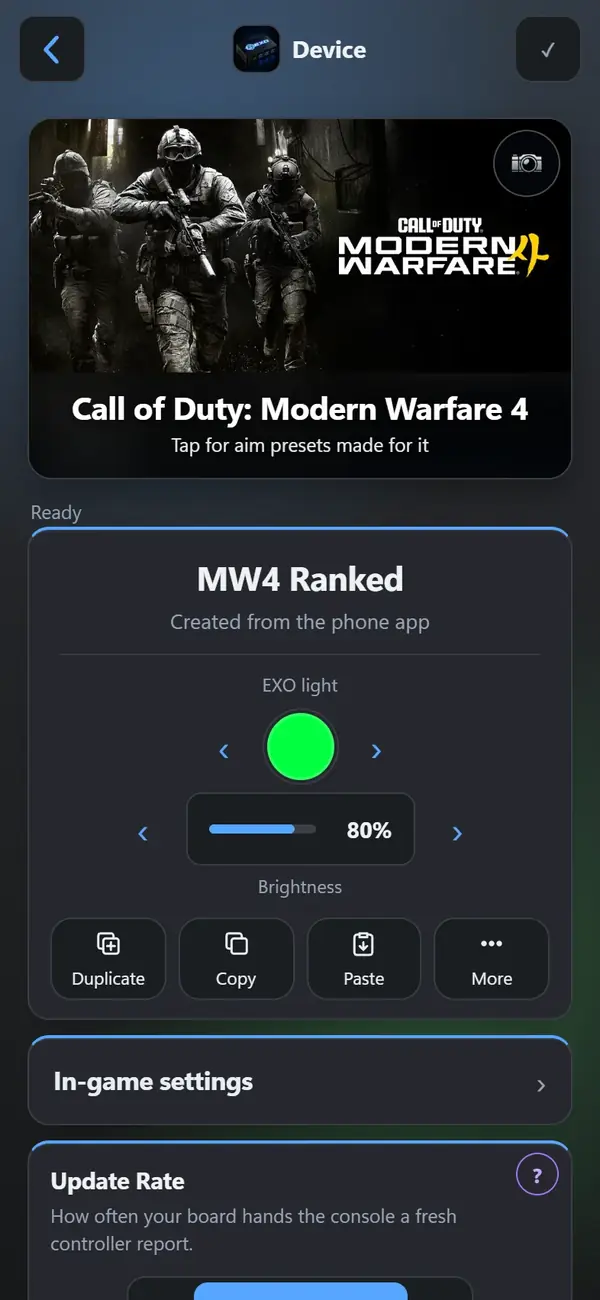 Device
✓
CALL OF DUTY
MODERN
WARFARE 4
Call of Duty: Modern Warfare 4
Tap for aim presets made for it
Ready
MW4 Ranked
Created from the phone app
EXO light
80%
Brightness
Duplicate
Copy
Paste
More
In-game settings
Update Rate
?
How often your board hands the console a fresh
controller report.